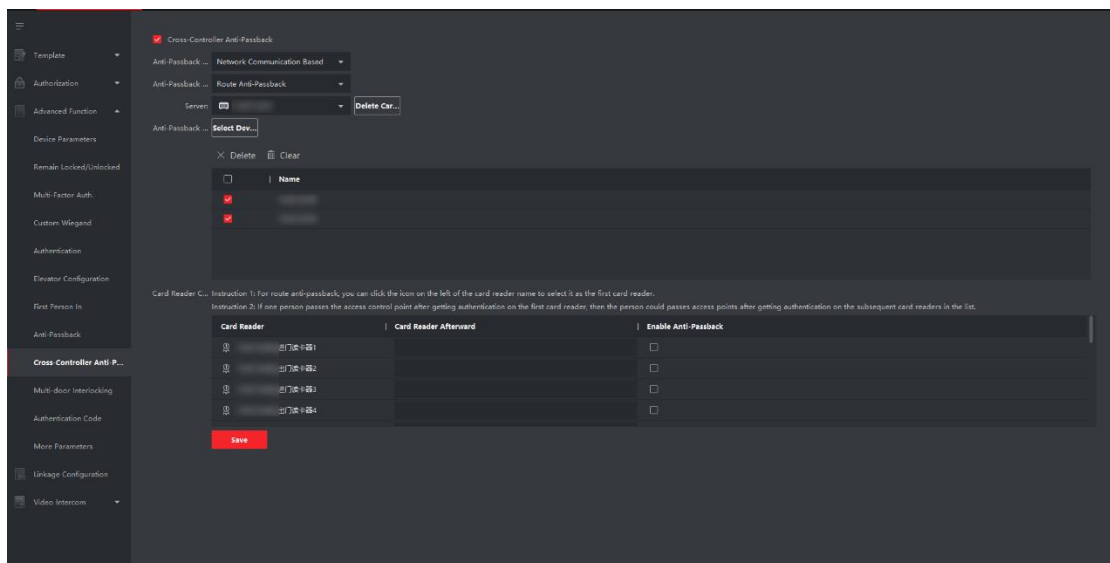 Cross-Controller Anti-Passback
Template
Anti-Passback ... Network Communication Based
Authorization
Anti-Passback ... Route Anti-Passback
Advanced Function
Server: Delete Car...
Anti-Passback ... Select Dev...
Device Parameters
Delete Clear
Remain Locked/Unlocked
Name
Multi-Factor Auth.
Custom Wiegand
Authentication
Elevator Configuration
Card Reader C... Instruction 1: For route anti-passback, you can click the icon on the left of the card reader name to select it as the first card reader.
First Person In
Instruction 2: If one person passes the access control point after getting authentication on the first card reader, then the person could passes access points after getting authentication on the subsequent card readers in the list.
Card Reader Card Reader Afterward Enable Anti-Passback
Anti-Passback
进门读卡器1
Cross-Controller Anti-P...
出门读卡器2
Multi-door Interlocking
进门读卡器3
出门读卡器4
Authentication Code
Save
More Parameters
Linkage Configuration
Video Intercom